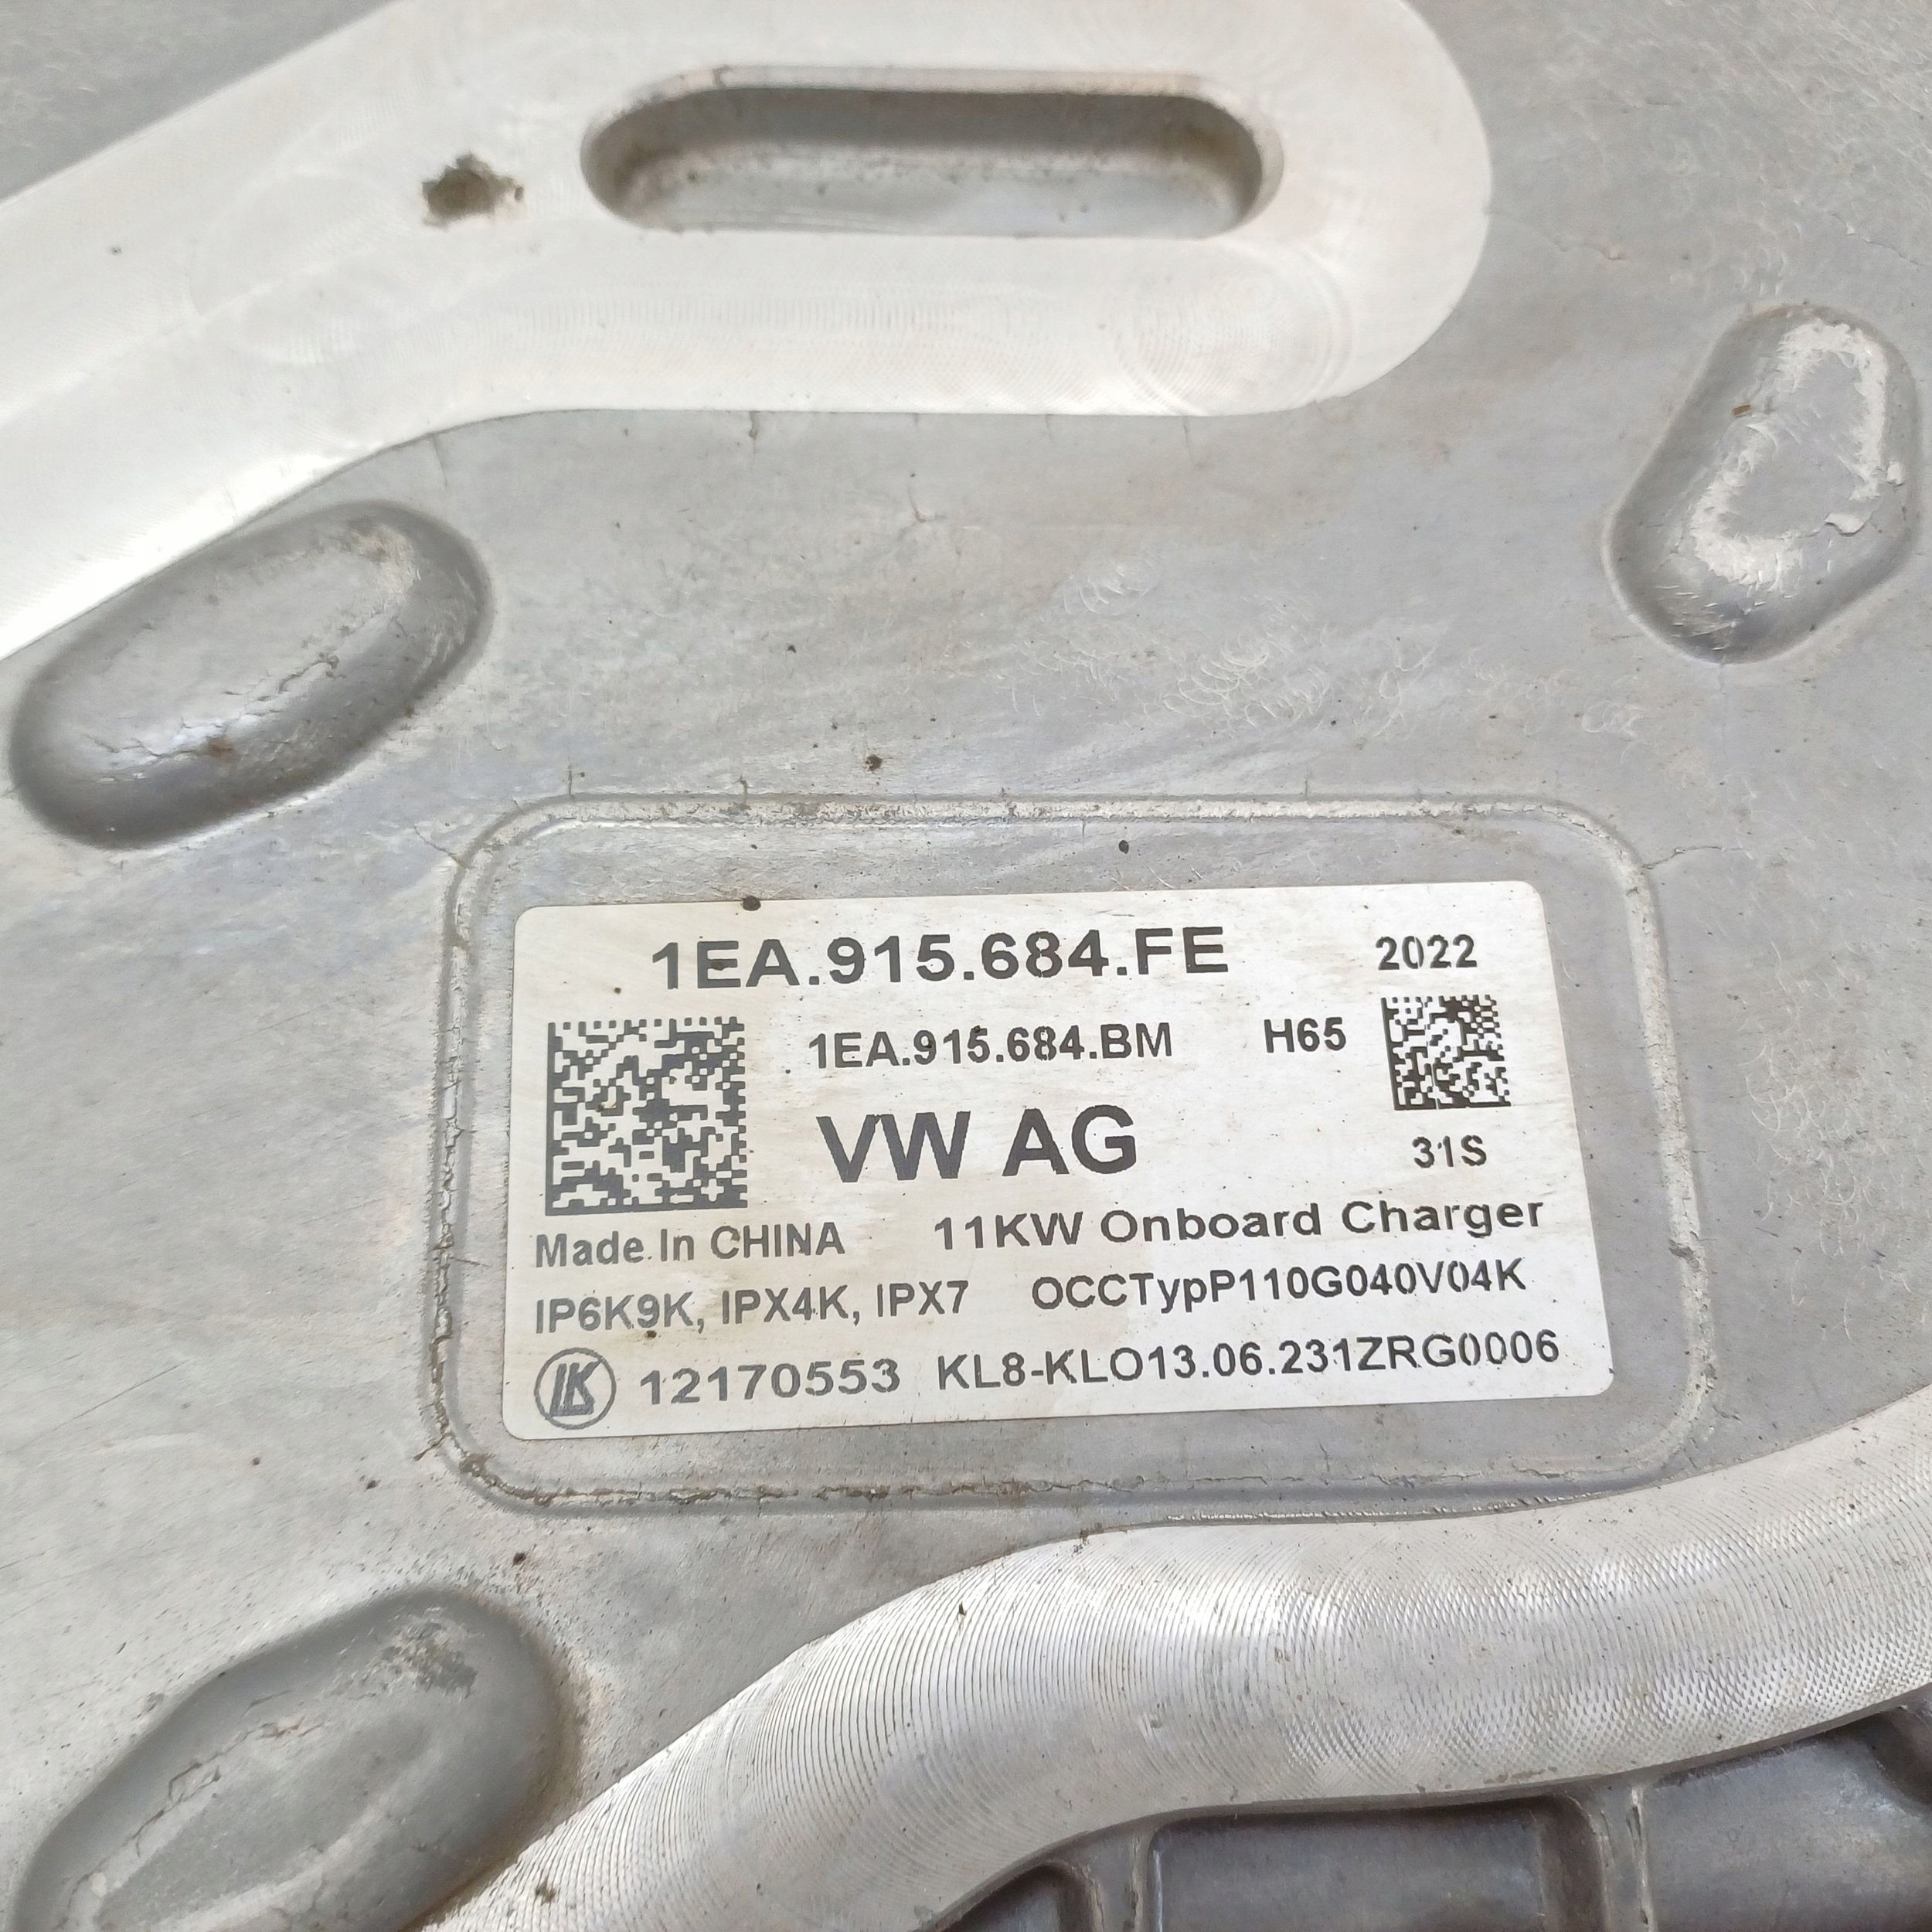 1EA.915.684.FE 2022
1EA.915.684.BM H65
VW AG 31S
Made In CHINA 11KW Onboard Charger
IP6K9K, IPX4K, IPX7 OCCTypP110G040V04K
LK 12170553 KL8-KLO13.06.231ZRG0006